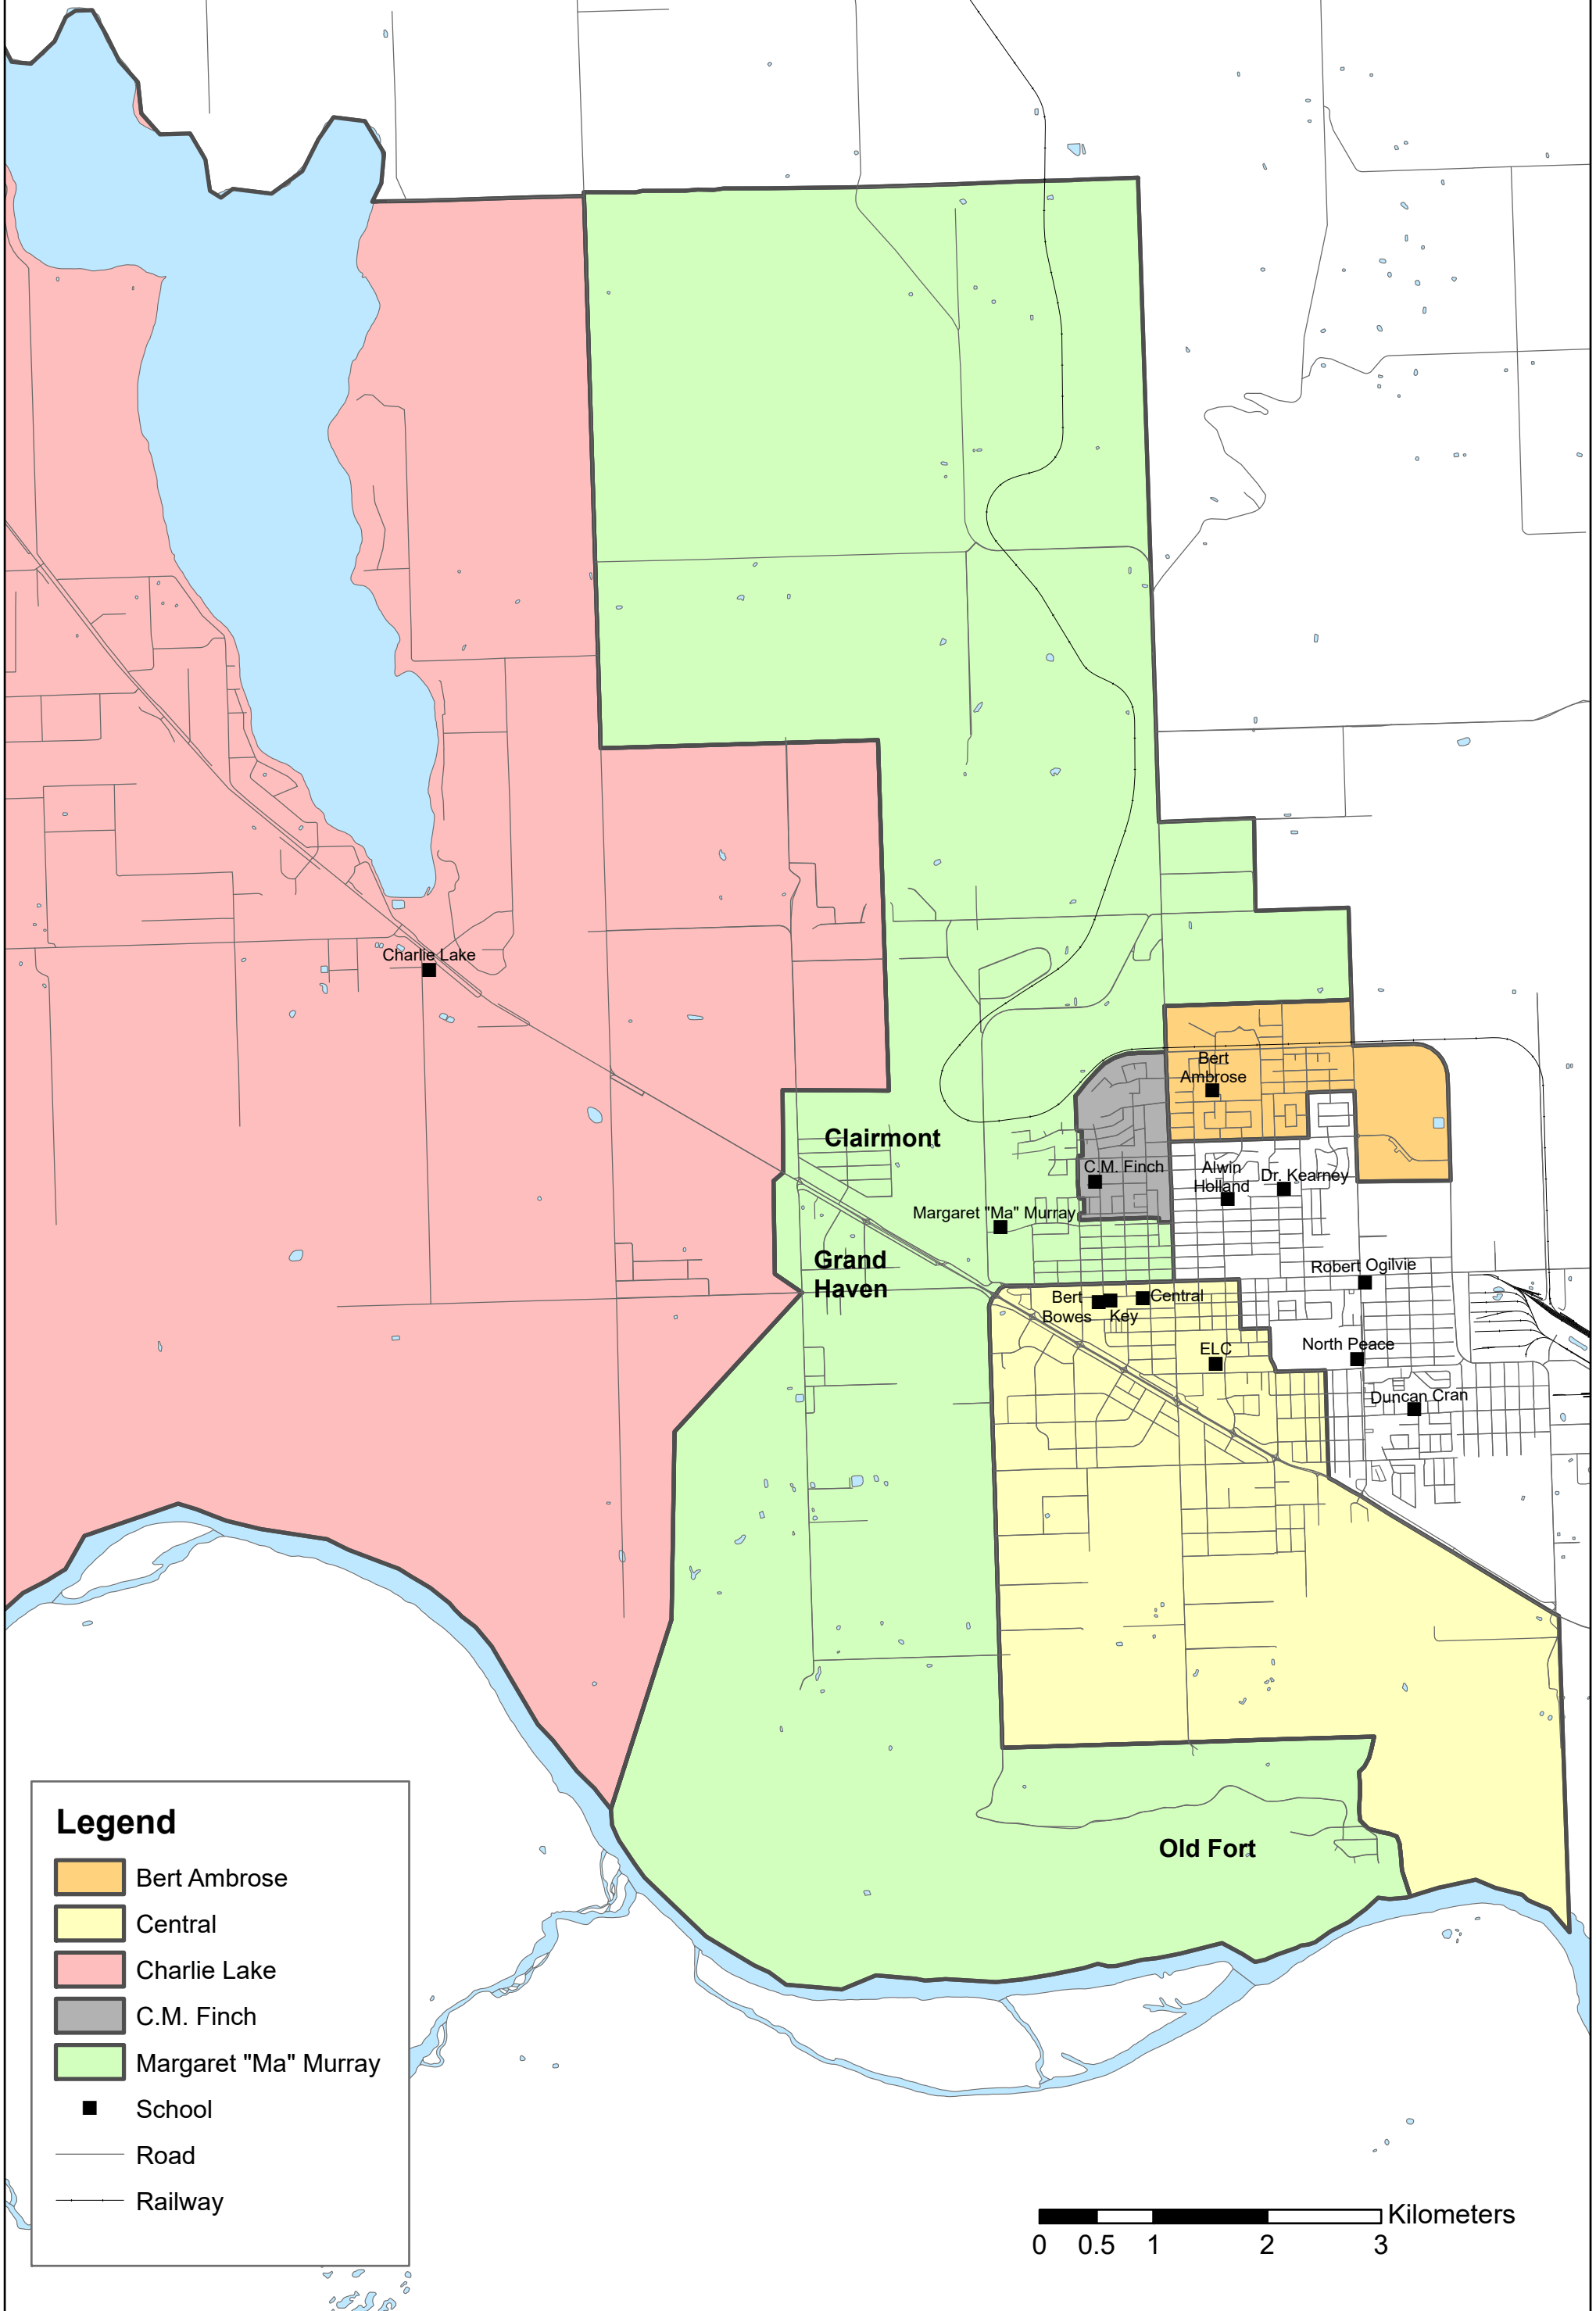 Charlie Lake
Bert
Ambrose
Clairmont
C.M. Finch
Alwin
Holland
Dr. Kearney
Margaret "Ma" Murray
Grand
Haven
Robert Ogilvie
Bert
Bowes
Key
Central
ELC
North Peace
Duncan Cran
Old Fort
Legend
Bert Ambrose
Central
Charlie Lake
C.M. Finch
Margaret "Ma" Murray
School
Road
Railway
Kilometers
0 0.5 1 2 3